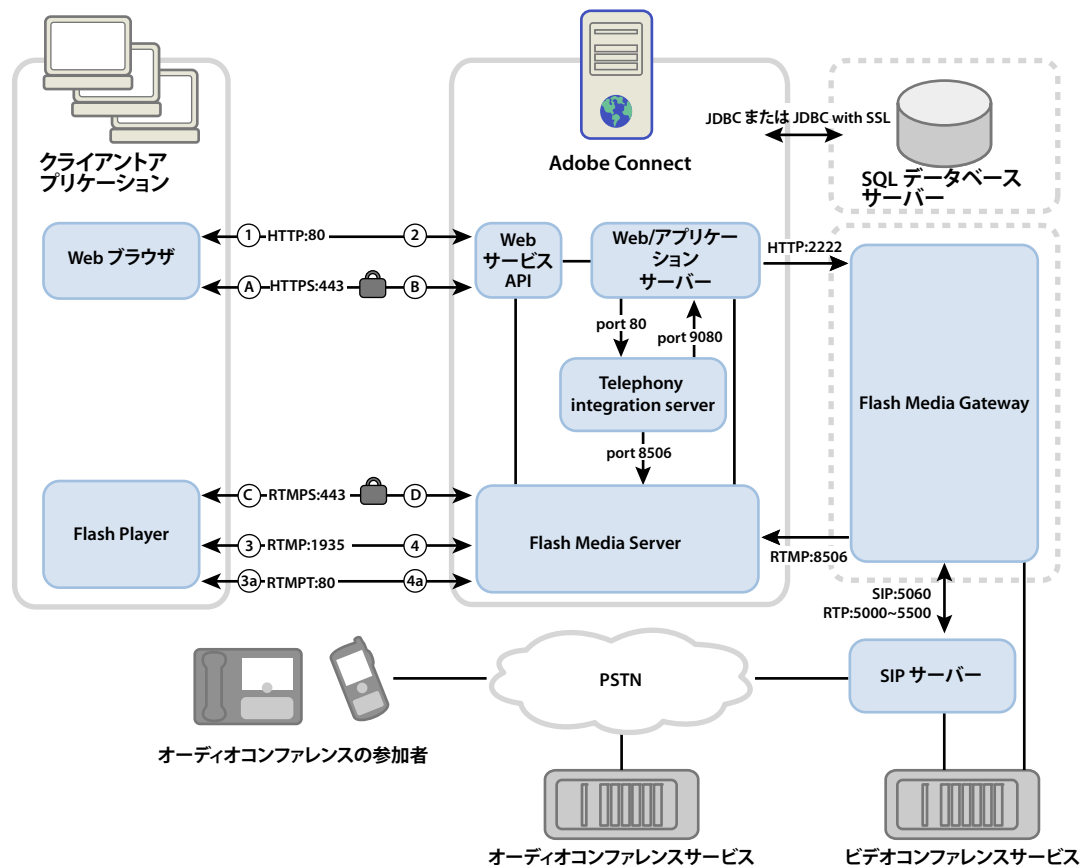 JDBC または JDBC with SSL
クライアントア
プリケーション
Adobe Connect
SQL データベース
サーバー
Web ブラウザ
1
HTTP:80
2
A
HTTPS:443
B
Web
サービス
API
Web/アプリケー
ション
サーバー
HTTP:2222
port 80
port 9080
Telephony
integration server
port 8506
Flash Media Gateway
Flash Player
C
RTMPS:443
D
3
RTMP:1935
4
3a
RTMPT:80
4a
Flash Media Server
RTMP:8506
SIP:5060
RTP:5000~5500
PSTN
SIP サーバー
オーディオコンファレンスの参加者
オーディオコンファレンスサービス
ビデオコンファレンスサービス